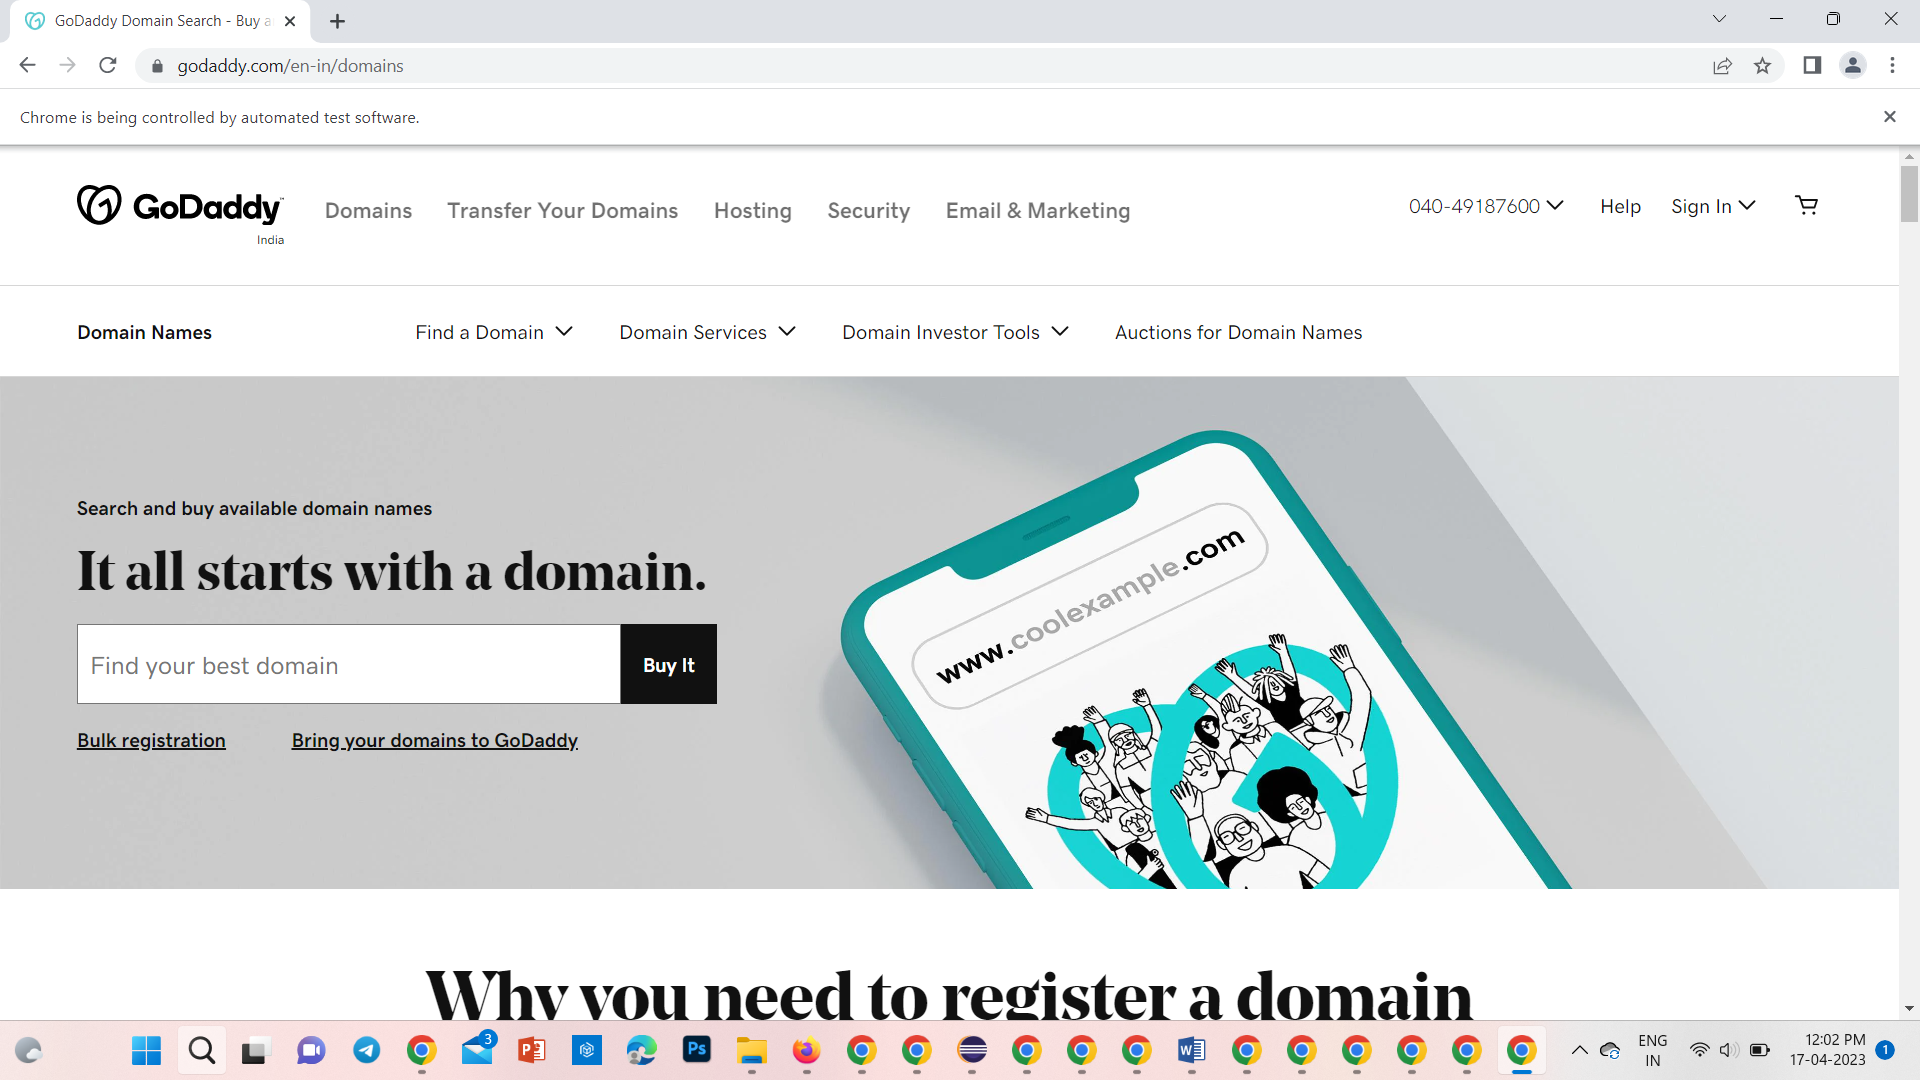 GoDaddy Domain Search - Buy a
godaddy.com/en-in/domains
Chrome is being controlled by automated test software.
GoDaddy
India
Domains
Transfer Your Domains
Hosting
Security
Email & Marketing
040-49187600
Help
Sign In
Domain Names
Find a Domain
Domain Services
Domain Investor Tools
Auctions for Domain Names
Search and buy available domain names
It all starts with a domain.
Find your best domain
Buy It
Bulk registration
Bring your domains to GoDaddy
www.coolexample.com
Why you need to register a domain
3
P
Ps
W
ENG
IN
12:02 PM
17-04-2023
1